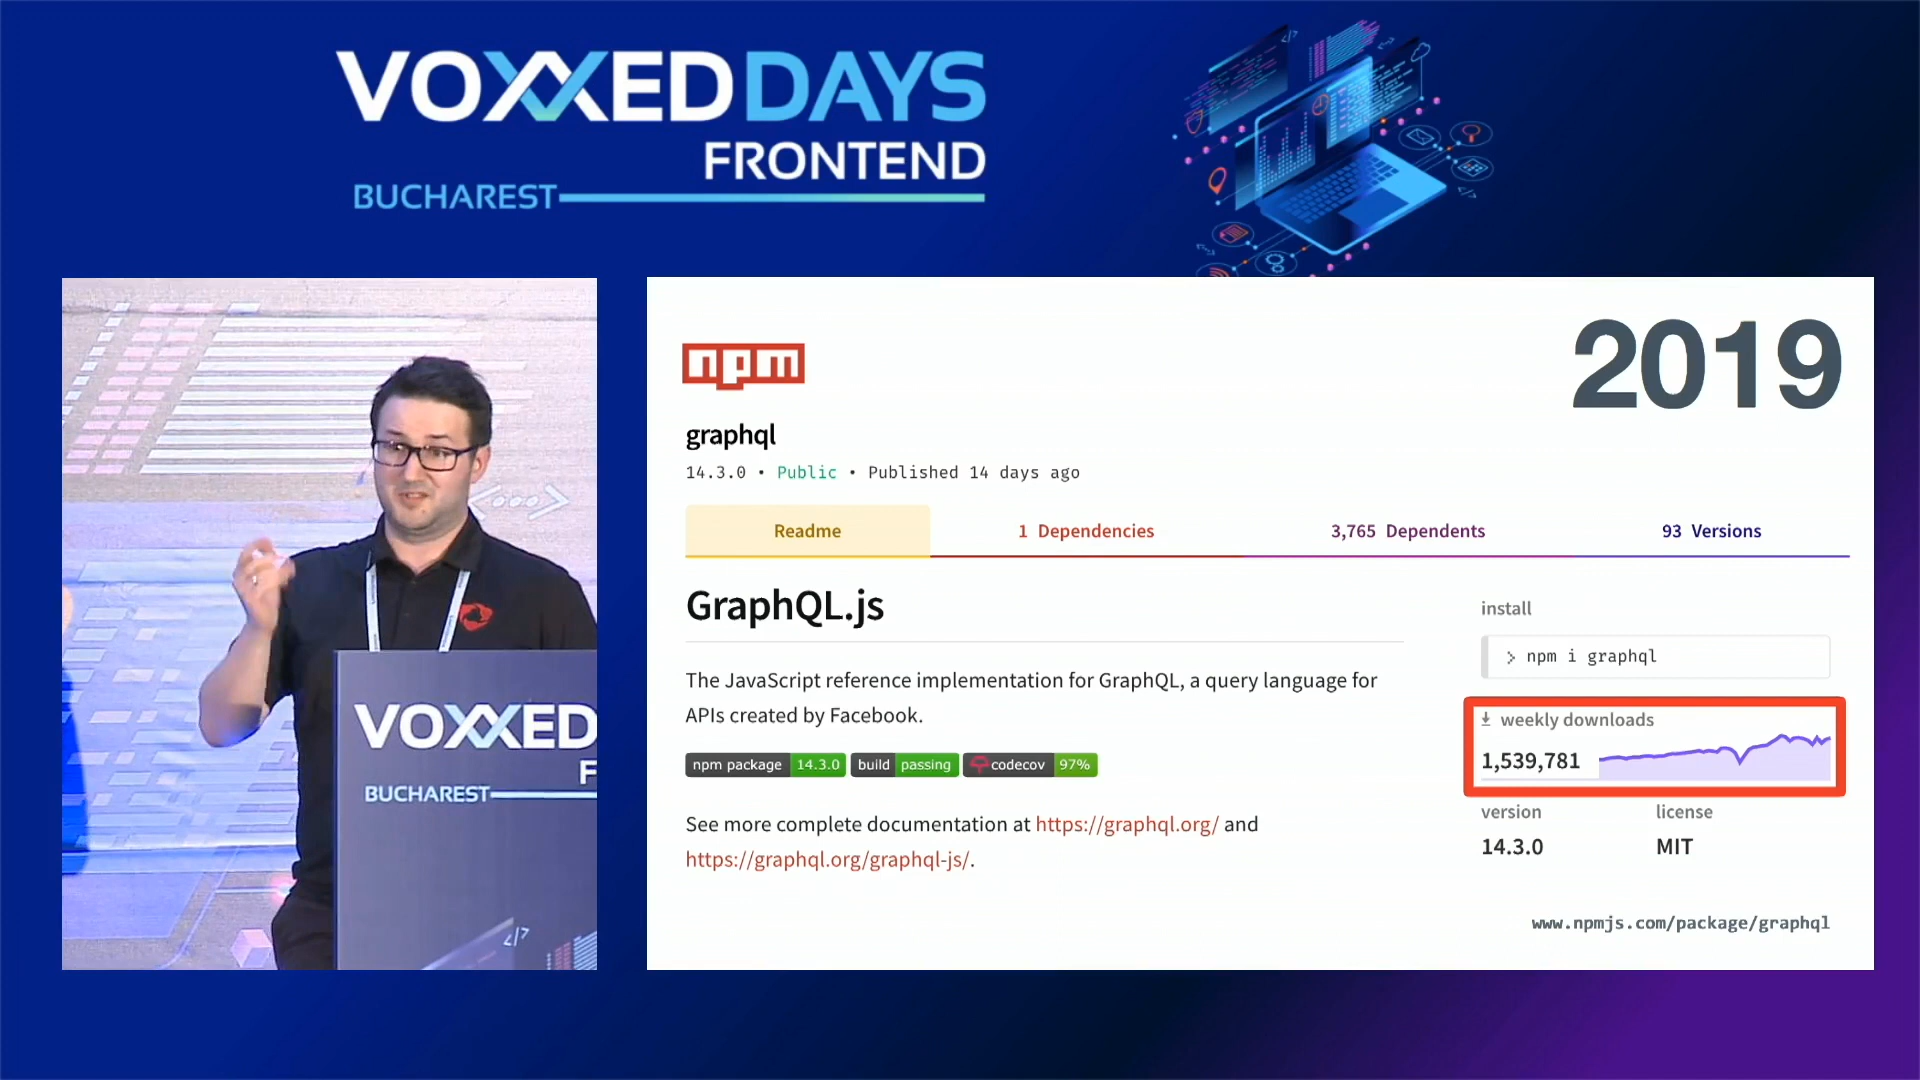 VOXXED DAYS
FRONTEND
BUCHAREST
2019
npm
graphql
14.3.0 • Public • Published 14 days ago
Readme
1 Dependencies
3,765 Dependents
93 Versions
GraphQL.js
The JavaScript reference implementation for GraphQL, a query language for
APIs created by Facebook.
npm package 14.3.0 build passing codecov 97%
See more complete documentation at https://graphql.org/ and
https://graphql.org/graphql-js/.
install
> npm i graphql
weekly downloads
1,539,781
version license
14.3.0 MIT
www.npmjs.com/package/graphql
VOXXED
F
BUCHAREST